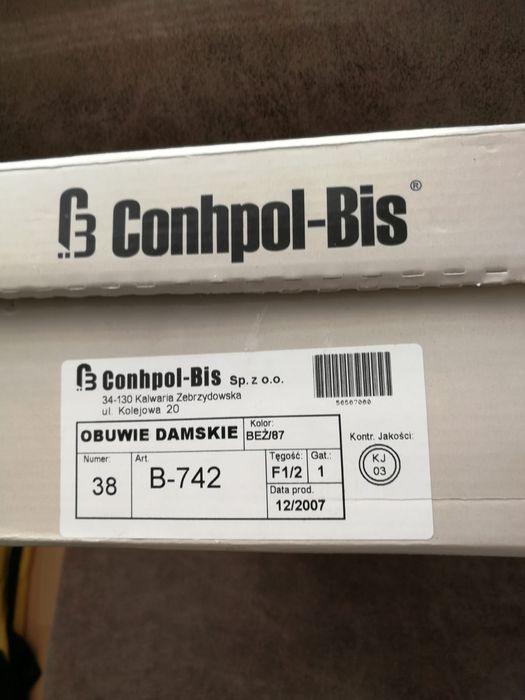 Conhpol-Bis®
Conhpol-Bis Sp. z o.o.
34-130 Kalwaria Zebrzydowska
ul. Kolejowa 20
50567000
OBUWIE DAMSKIE
Kolor:
BEŻ/87
Kontr. Jakości:
KJ
03
Numer:
38
Art.
B-742
Tęgość:
F1/2
Gat.:
1
Data prod.
12/2007